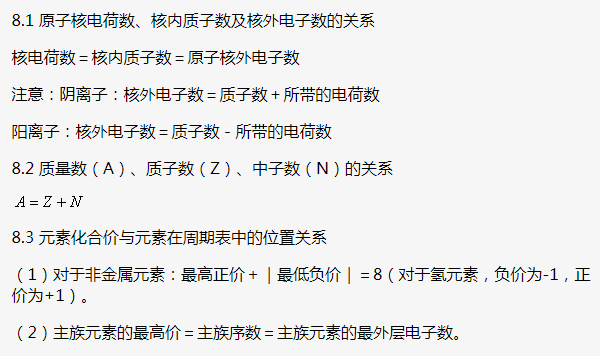 8.1 原子核电荷数、核内质子数及核外电子数的关系
核电荷数＝核内质子数＝原子核外电子数
注意：阴离子：核外电子数＝质子数＋所带的电荷数
阳离子：核外电子数＝质子数－所带的电荷数
8.2 质量数（A）、质子数（Z）、中子数（N）的关系
A = Z + N
8.3 元素化合价与元素在周期表中的位置关系
（1）对于非金属元素：最高正价＋｜最低负价｜＝8（对于氢元素，负价为-1，正
价为+1）。
（2）主族元素的最高价＝主族序数＝主族元素的最外层电子数。